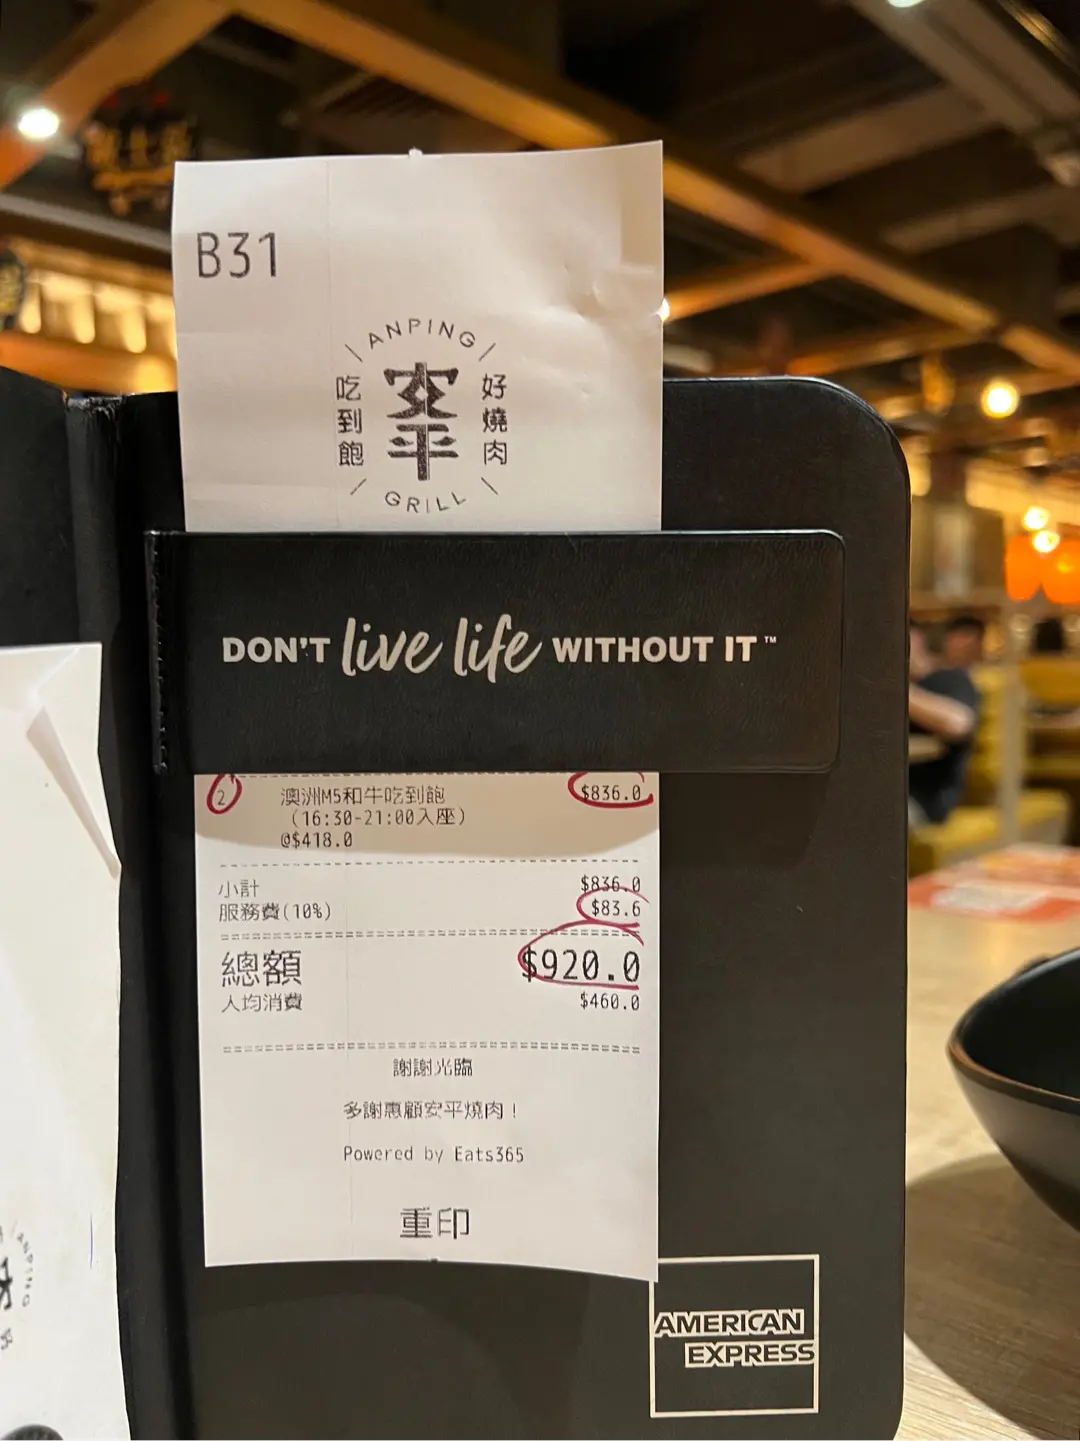 B31
ANPING
吃到飽
安平
好燒肉
GRILL
DON'T live life WITHOUT IT™
2 澳洲M5和牛吃到飽 $836.0
(16:30-21:00入座)
@$418.0
小計 $836.0
服務費(10%) $83.6
總額 $920.0
人均消費 $460.0
謝謝光臨
多謝惠顧安平燒肉！
Powered by Eats365
重印
AMERICAN
EXPRESS
ANPING